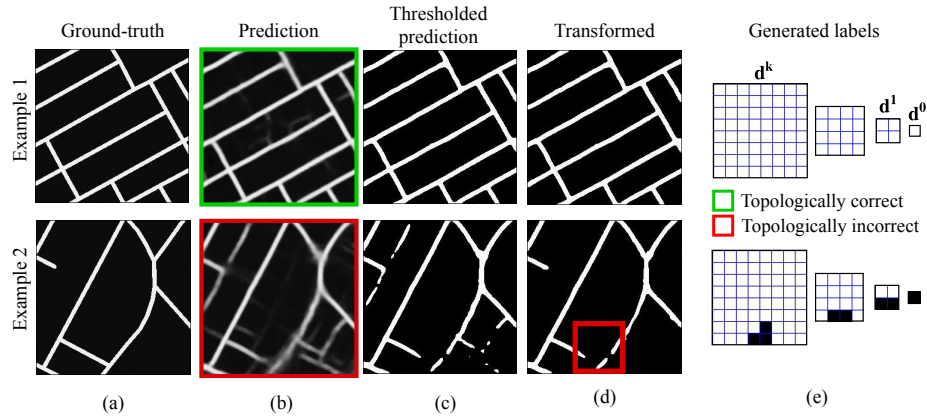 Ground-truth
Prediction
Thresholded
prediction
Transformed
Generated labels
Example 1
d^k
d^1
d^0
Topologically correct
Topologically incorrect
Example 2
(a)
(b)
(c)
(d)
(e)